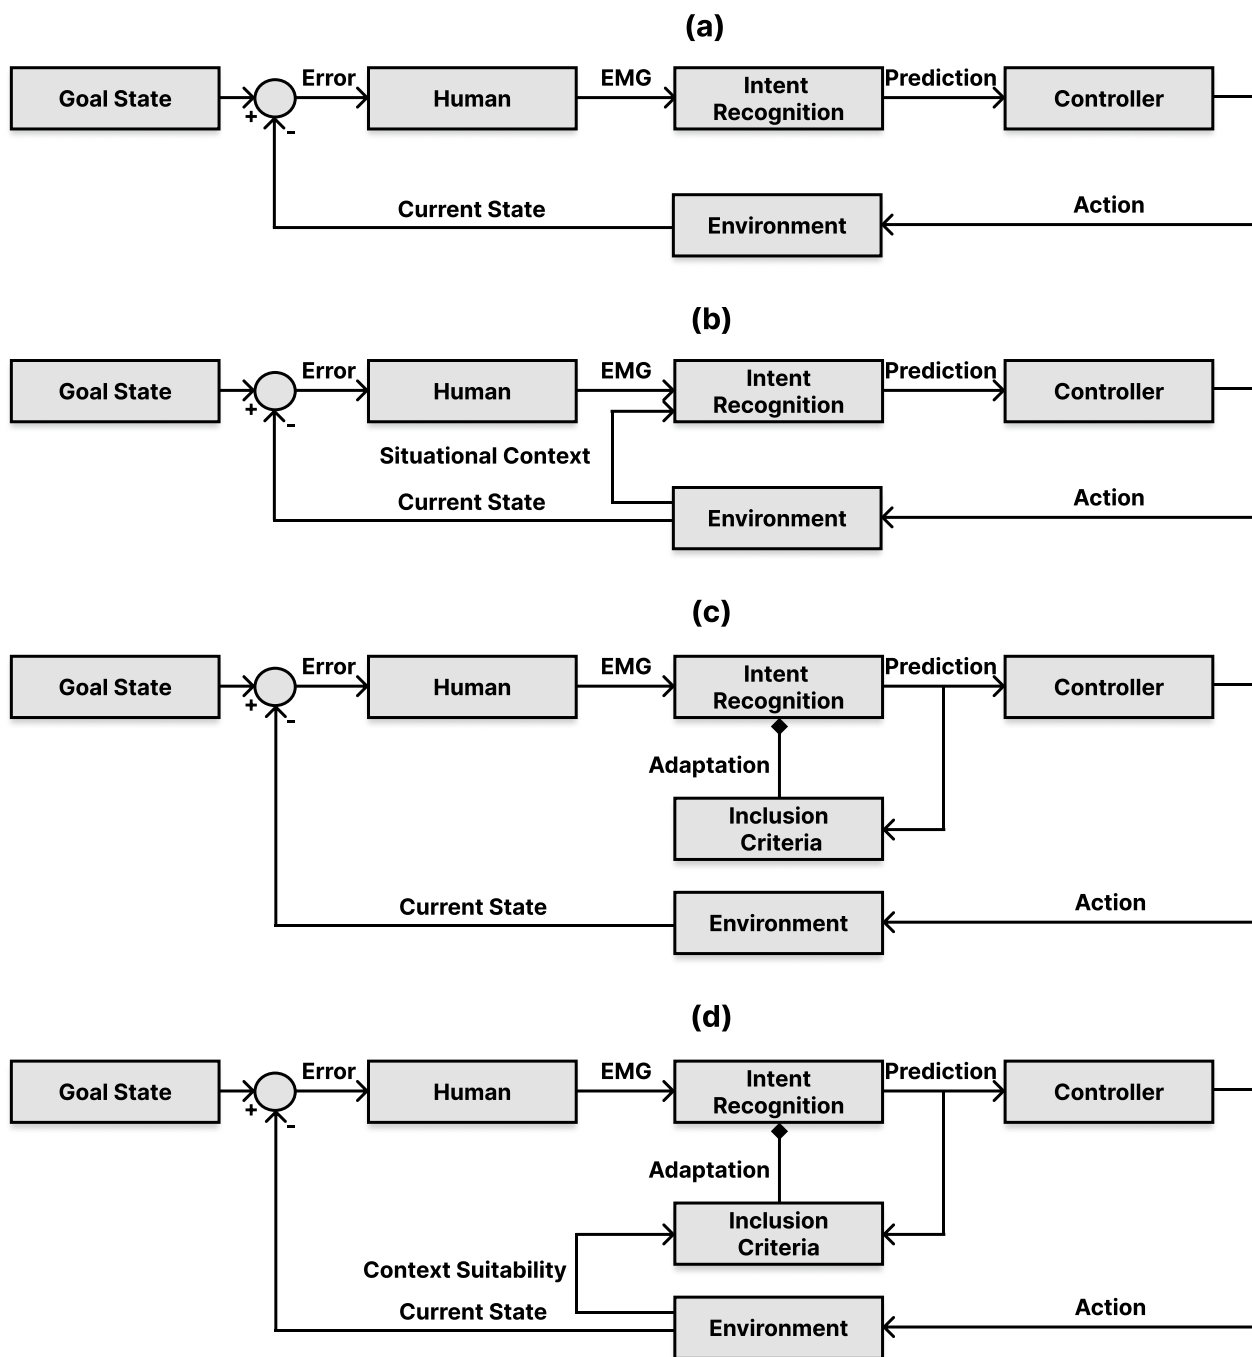 (a)
Goal State
+
-
Error
Human
EMG
Intent
Recognition
Prediction
Controller
Current State
Environment
Action
(b)
Goal State
+
-
Error
Human
EMG
Intent
Recognition
Prediction
Controller
Situational Context
Current State
Environment
Action
(c)
Goal State
+
-
Error
Human
EMG
Intent
Recognition
Prediction
Controller
Adaptation
Inclusion
Criteria
Current State
Environment
Action
(d)
Goal State
+
-
Error
Human
EMG
Intent
Recognition
Prediction
Controller
Adaptation
Inclusion
Criteria
Context Suitability
Current State
Environment
Action